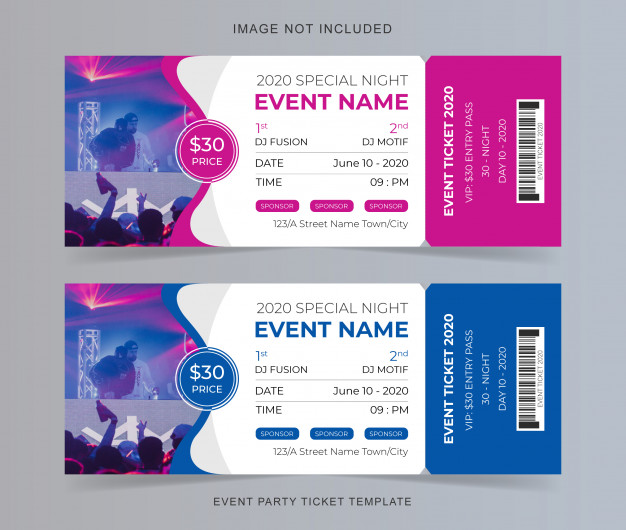 IMAGE NOT INCLUDED
2020 SPECIAL NIGHT
EVENT NAME
1st
2nd
DJ FUSION
DJ MOTIF
DATE
June 10 - 2020
TIME
09 : PM
SPONSOR
SPONSOR
SPONSOR
123/A Street Name Town/City
$30
PRICE
EVENT TICKET 2020
VIP: $30 ENTRY PASS
30 - NIGHT
DAY 10 - 2020
EVENT TICKET 2020
2020 SPECIAL NIGHT
EVENT NAME
1st
2nd
DJ FUSION
DJ MOTIF
DATE
June 10 - 2020
TIME
09 : PM
SPONSOR
SPONSOR
SPONSOR
123/A Street Name Town/City
$30
PRICE
EVENT TICKET 2020
VIP: $30 ENTRY PASS
30 - NIGHT
DAY 10 - 2020
EVENT TICKET 2020
EVENT PARTY TICKET TEMPLATE